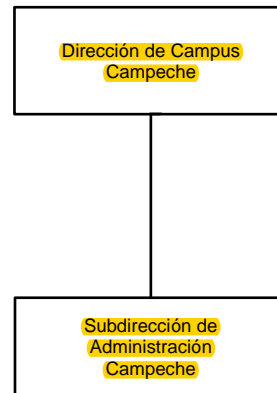 Dirección de Campus
Campeche
Subdirección de
Administración
Campeche